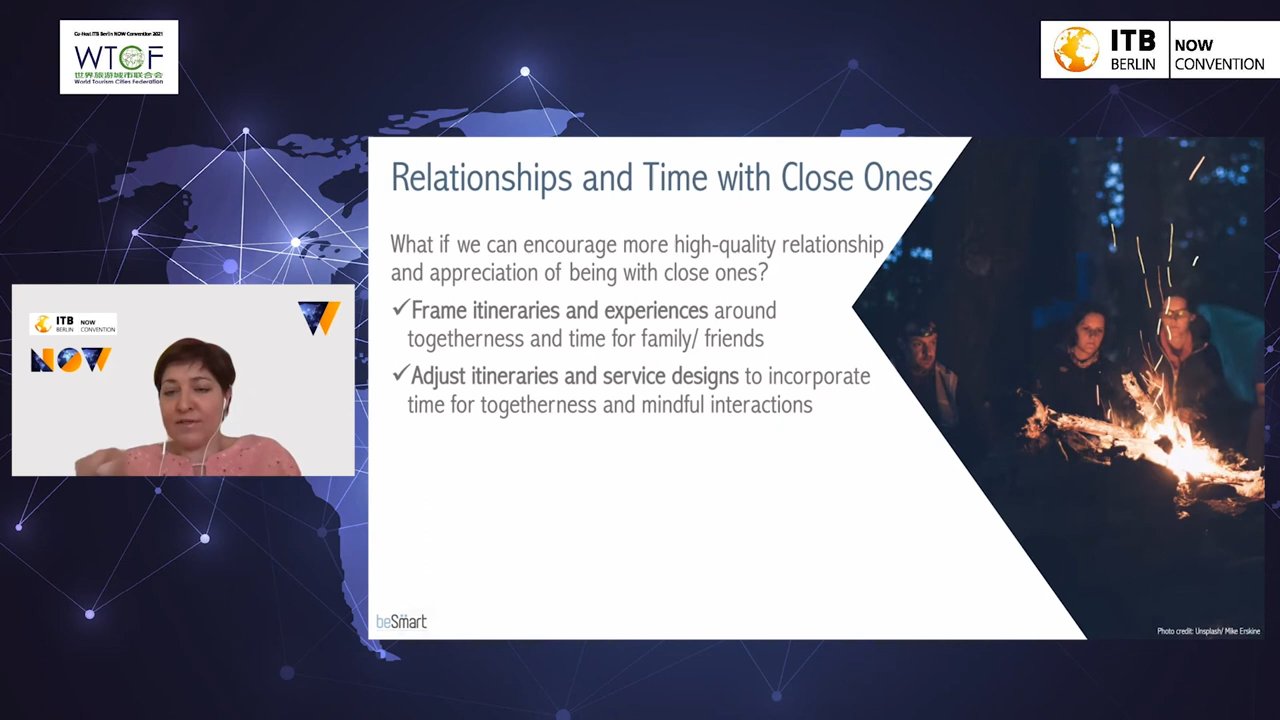 Co-Host ITB Berlin NOW Convention 2021
WTCF
世界旅游城市联合会
World Tourism Cities Federation
ITB
BERLIN
NOW
CONVENTION
ITB
BERLIN
NOW
CONVENTION
NOW
Relationships and Time with Close Ones
What if we can encourage more high-quality relationship
and appreciation of being with close ones?
✓Frame itineraries and experiences around
togetherness and time for family/ friends
✓Adjust itineraries and service designs to incorporate
time for togetherness and mindful interactions
beSmart
Photo credit: Unsplash/ Mike Erskine